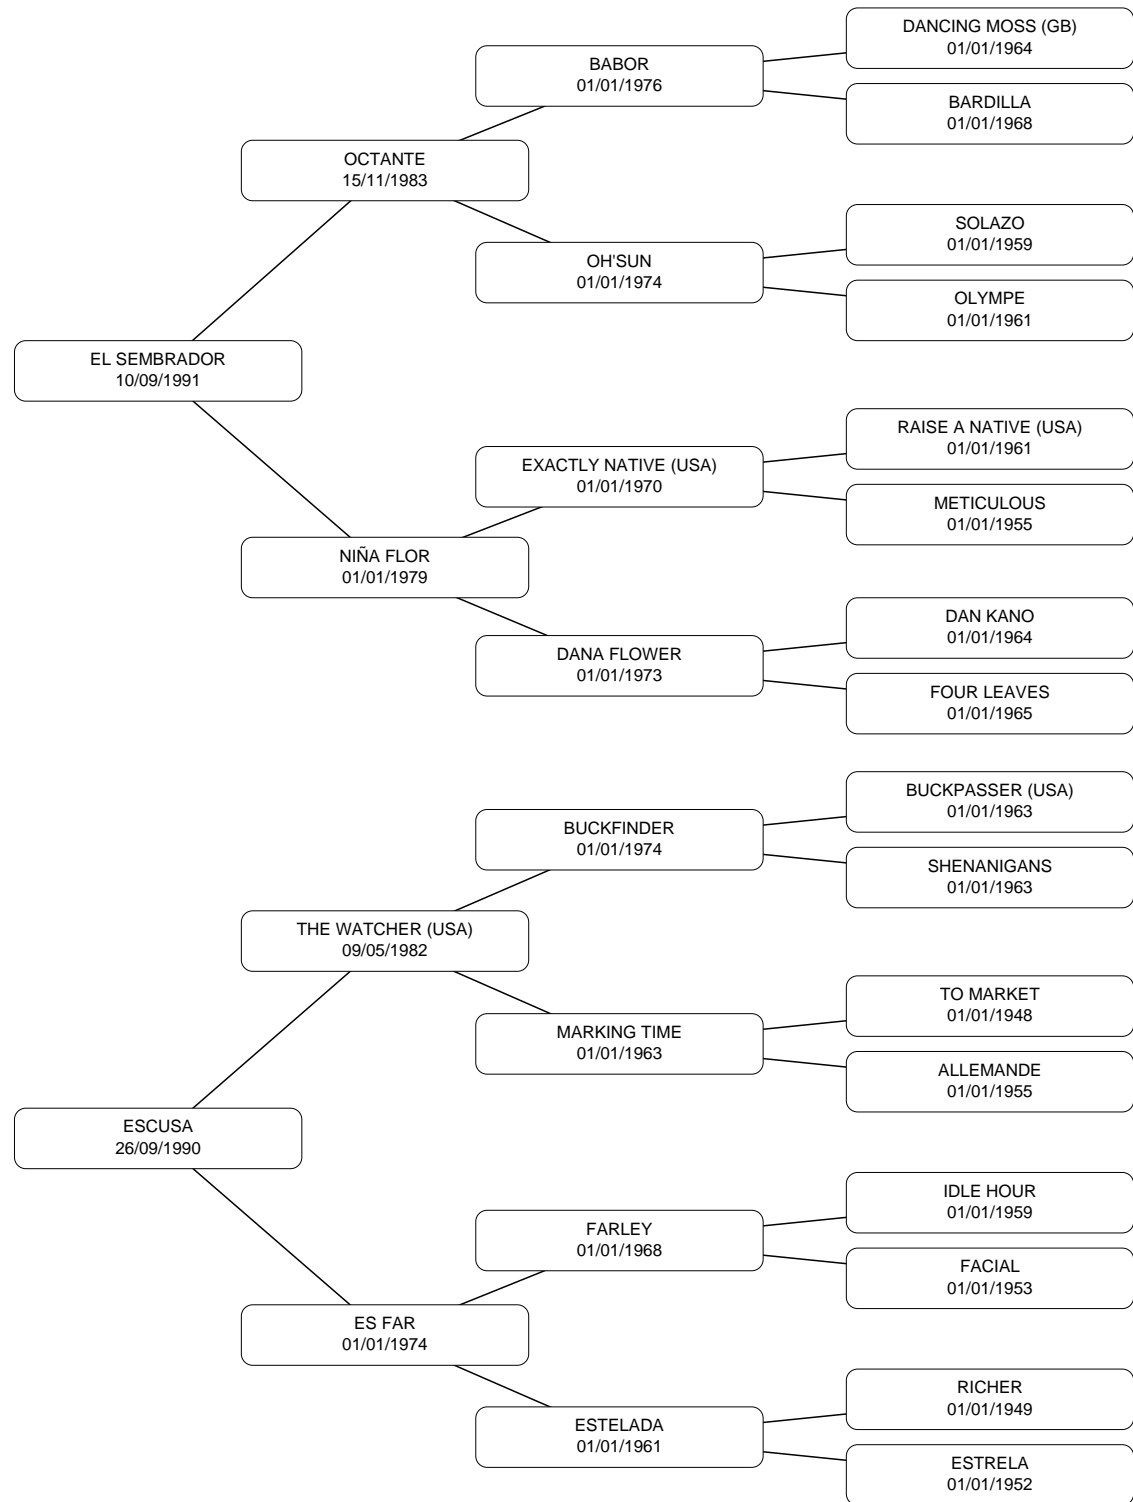 DANCING MOSS (GB)
01/01/1964
BABOR
01/01/1976
BARDILLA
01/01/1968
OCTANTE
15/11/1983
SOLAZO
01/01/1959
OH'SUN
01/01/1974
OLYMPE
01/01/1961
EL SEMBRADOR
10/09/1991
RAISE A NATIVE (USA)
01/01/1961
EXACTLY NATIVE (USA)
01/01/1970
METICULOUS
01/01/1955
NIÑA FLOR
01/01/1979
DAN KANO
01/01/1964
DANA FLOWER
01/01/1973
FOUR LEAVES
01/01/1965
BUCKPASSER (USA)
01/01/1963
BUCKFINDER
01/01/1974
SHENANIGANS
01/01/1963
THE WATCHER (USA)
09/05/1982
TO MARKET
01/01/1948
MARKING TIME
01/01/1963
ALLEMANDE
01/01/1955
ESCUSA
26/09/1990
IDLE HOUR
01/01/1959
FARLEY
01/01/1968
FACIAL
01/01/1953
ES FAR
01/01/1974
RICHER
01/01/1949
ESTELADA
01/01/1961
ESTRELA
01/01/1952